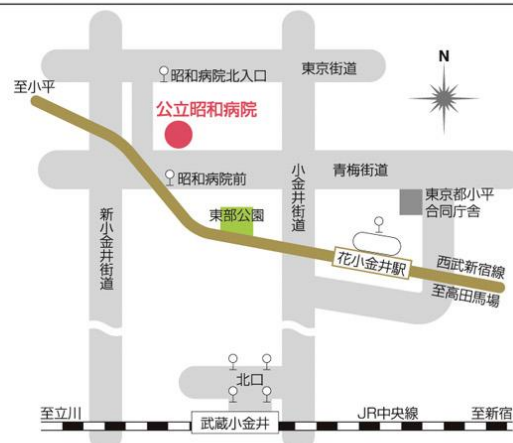 昭和病院北入口
東京街道
N
至小平
公立昭和病院
昭和病院前
青梅街道
小金井街道
新小金井街道
東部公園
東京都小平
合同庁舎
花小金井駅
西武新宿線
至高田馬場
北口
至立川
武蔵小金井
JR中央線
至新宿